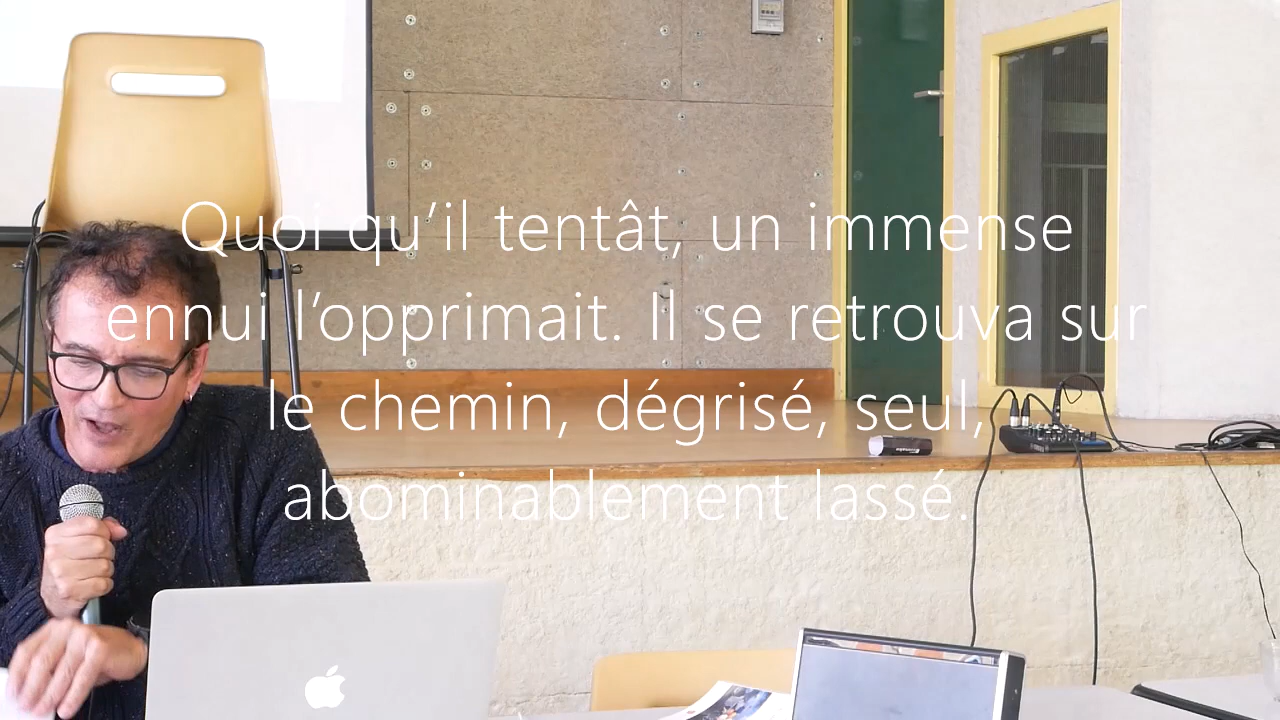 Quoi qu’il tentât, un immense
ennui l’opprimait. Il se retrouva sur
le chemin, dégrisé, seul,
abominablement lassé.